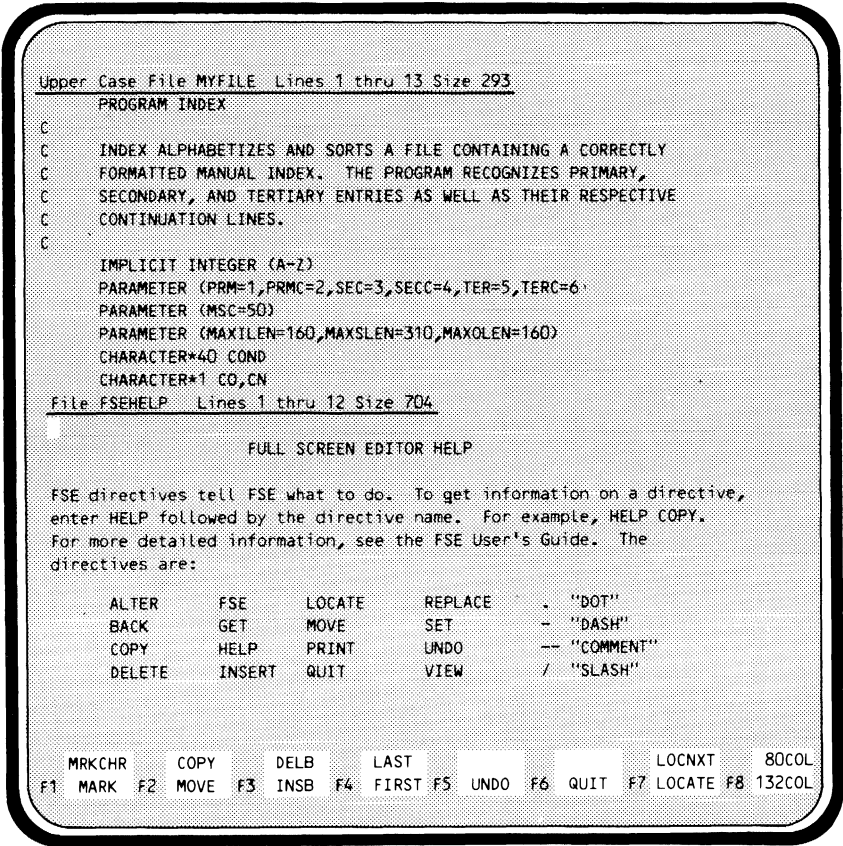 Upper Case File MYFILE  Lines 1 thru 13 Size 293
      PROGRAM INDEX
C
C     INDEX ALPHABETIZES AND SORTS A FILE CONTAINING A CORRECTLY
C     FORMATTED MANUAL INDEX.  THE PROGRAM RECOGNIZES PRIMARY,
C     SECONDARY, AND TERTIARY ENTRIES AS WELL AS THEIR RESPECTIVE
C     CONTINUATION LINES.
C
      IMPLICIT INTEGER (A-Z)
      PARAMETER (PRM=1,PRMC=2,SEC=3,SECC=4,TER=5,TERC=6
      PARAMETER (MSC=50)
      PARAMETER (MAXILEN=160,MAXSLEN=310,MAXOLEN=160)
      CHARACTER*40 COND
      CHARACTER*1 CO,CN
File FSEHELP   Lines 1 thru 12 Size 704
FULL SCREEN EDITOR HELP
FSE directives tell FSE what to do.  To get information on a directive,
enter HELP followed by the directive name.  For example, HELP COPY.
For more detailed information, see the FSE User's Guide.  The
directives are:
ALTER      FSE      LOCATE      REPLACE     .  "DOT"
BACK       GET      MOVE        SET         -  "DASH"
COPY       HELP     PRINT       UNDO        -- "COMMENT"
DELETE     INSERT   QUIT        VIEW        /  "SLASH"
MRKCHR     COPY      DELB      LAST                          LOCNXT     80COL
F1 MARK  F2 MOVE  F3 INSB  F4 FIRST F5 UNDO  F6 QUIT  F7 LOCATE F8 132COL